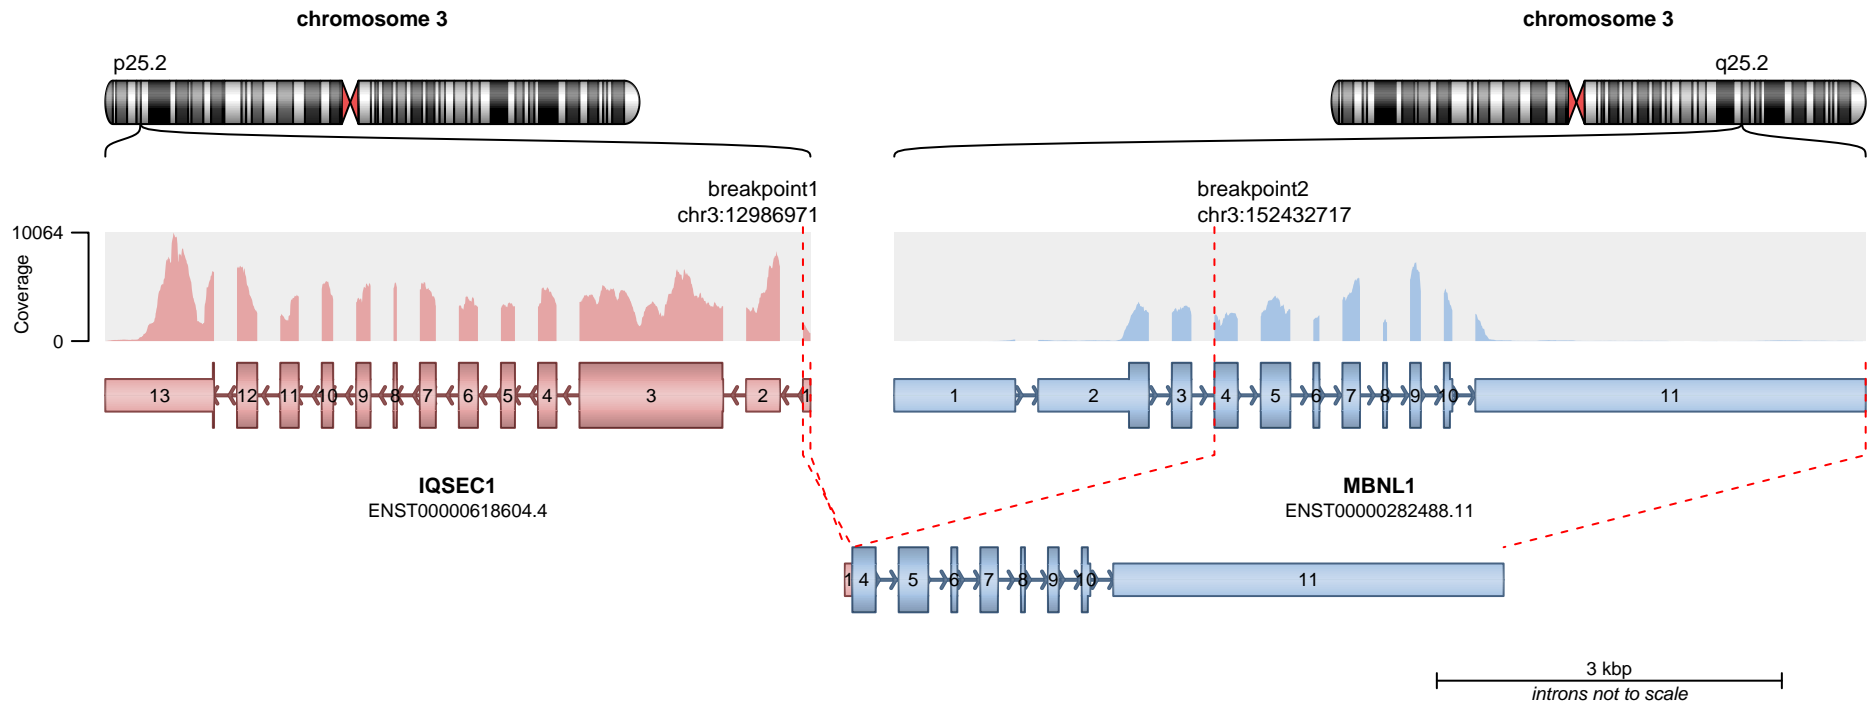 chromosome 3
chromosome 3
p25.2
q25.2
breakpoint1
chr3:12986971
breakpoint2
chr3:152432717
10064
0
Coverage
13 12 11 10 9 8 7 6 5 4 3 2 1
1 2 3 4 5 6 7 8 9 10 11
IQSEC1
ENST00000618604.4
MBNL1
ENST00000282488.11
1 4 5 6 7 8 9 10 11
3 kbp
introns not to scale